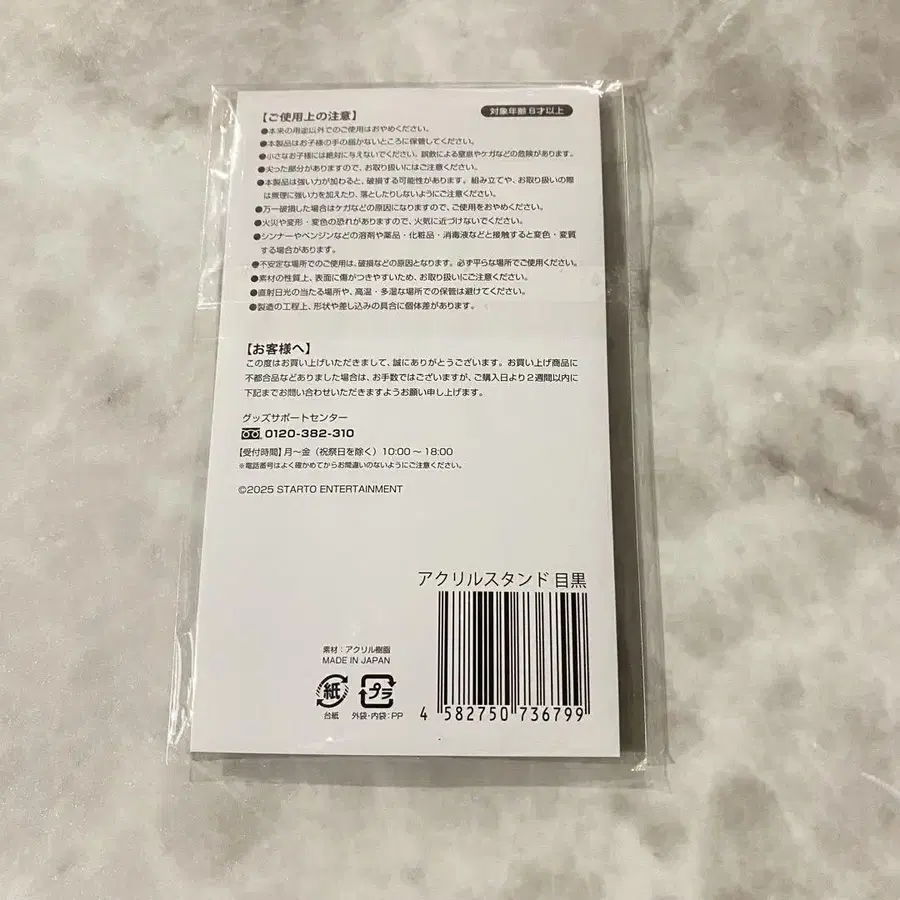 【ご使用上の注意】
対象年齢 6才以上
●本来の用途以外でのご使用はおやめください。
●本製品はお子様の手の届かないところに保管してください。
●小さなお子様には絶対に与えないでください。誤飲による窒息やケガなどの危険があります。
●尖った部分がありますので、お取り扱いにはご注意ください。
●本製品は強い力が加わると、破損する可能性があります。組み立てや、お取り扱いの際
は無理に強い力を加えたり、落としたりしないようにご注意ください。
●万一破損した場合はケガなどの原因になりますので、ご使用をおやめください。
●火災や変形・変色の恐れがありますので、火気に近づけないでください。
●シンナーやベンジンなどの溶剤や薬品・化粧品・消毒液などと接触すると変色・変質
する場合があります。
●不安定な場所でのご使用は、破損などの原因となります。必ず平らな場所でご使用ください。
●素材の性質上、表面に傷がつきやすいため、お取り扱いにご注意ください。
●直射日光の当たる場所や、高温・多湿な場所での保管は避けてください。
●製造の工程上、形状や差し込みの具合に個体差があります。
【お客様へ】
この度はお買い上げいただきまして、誠にありがとうございます。お買い上げ商品に
不都合品などありました場合は、お手数ではございますが、ご購入日より2週間以内に
下記までお問い合わせいただきますようお願い申し上げます。
グッズサポートセンター
0120-382-310
【受付時間】月〜金（祝祭日を除く）10:00〜18:00
※電話番号はよく確かめてからお間違いのないようにご注意ください。
©2025 STARTO ENTERTAINMENT
アクリルスタンド 目黒
素材：アクリル樹脂
MADE IN JAPAN
紙
プラ
台紙
外袋・内袋：PP
4 582750 736799